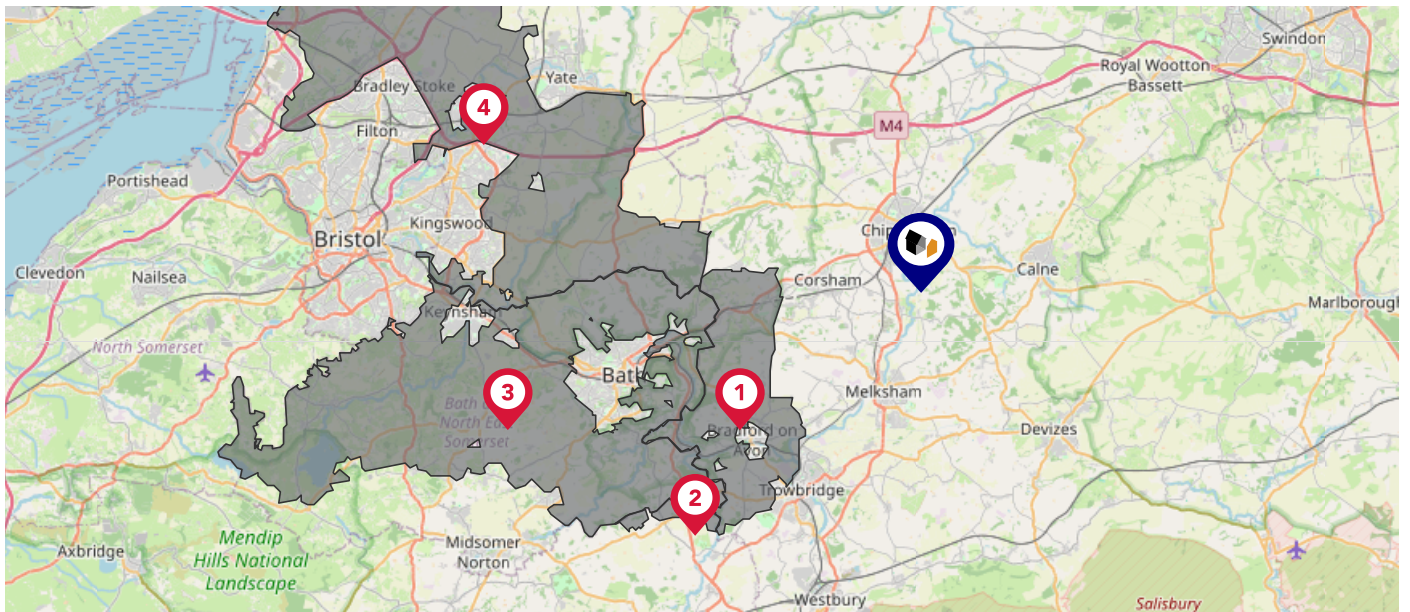 Swindon
Royal Wootton
Bassett
Yate
Bradley Stoke
4
M4
Filton
Portishead
Kingswood
Bristol
Clevedon
Nailsea
Corsham
Calne
Marlborough
Keynsham
North Somerset
Bath
3
1
Melksham
Bath
North East
Somerset
Bradford on
Avon
Devizes
2
Trowbridge
Mendip
Hills National
Landscape
Axbridge
Midsomer
Norton
Westbury
Salisbury